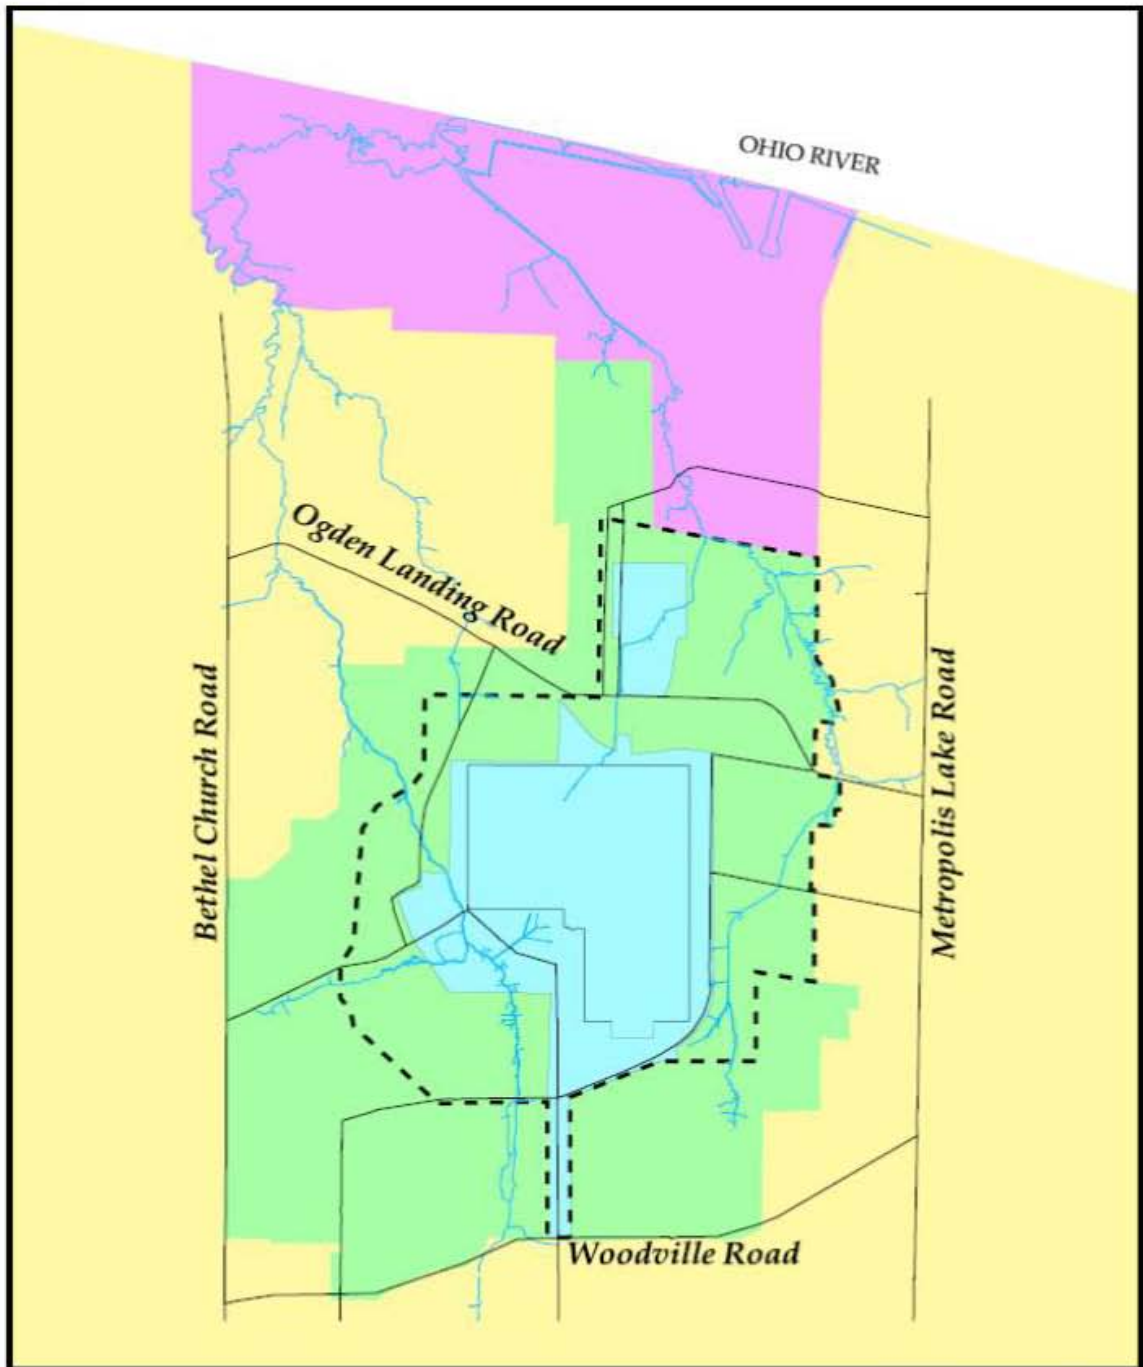 OHIO RIVER
Ogden Landing Road
Bethel Church Road
Metropolis Lake Road
Woodville Road